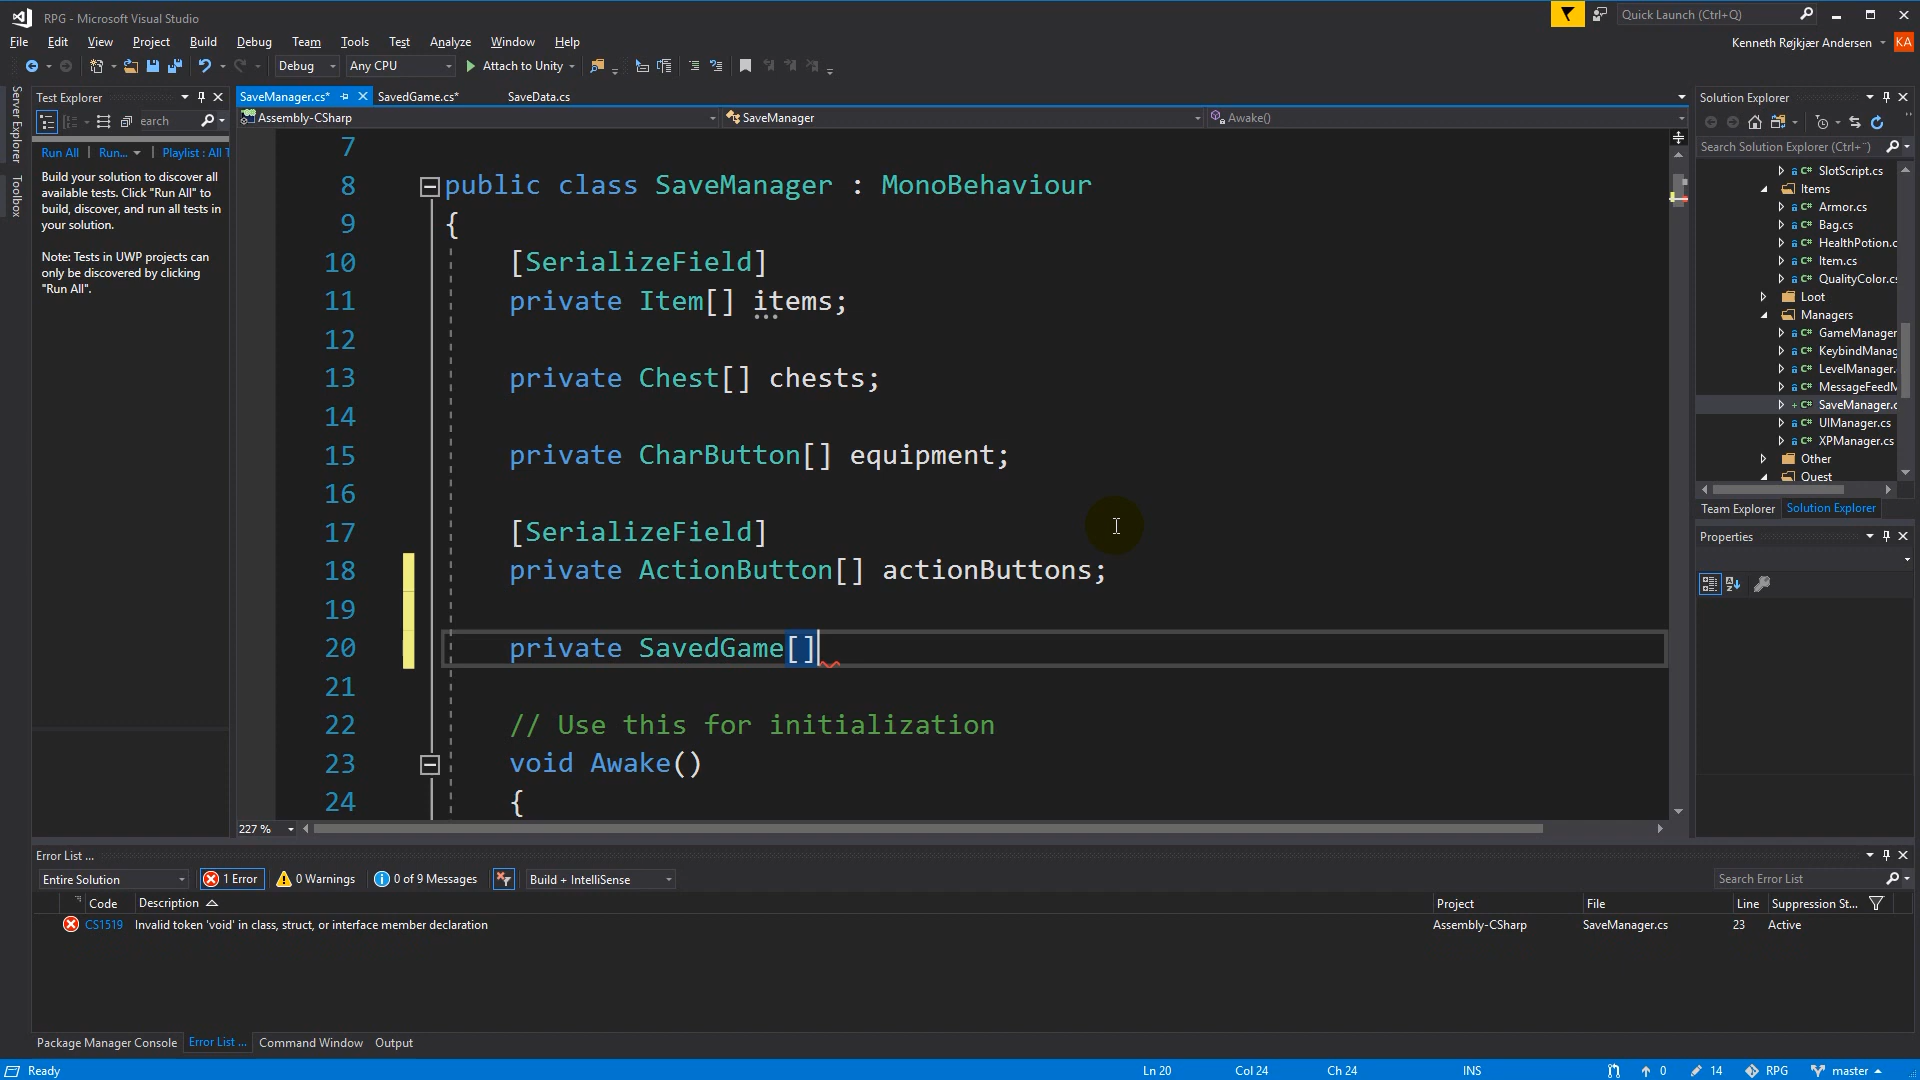 RPG - Microsoft Visual Studio
Quick Launch (Ctrl+Q)
File Edit View Project Build Debug Team Tools Test Analyze Window Help
Kenneth Røjkjær Andersen KA
Debug Any CPU Attach to Unity
Server Explorer
Toolbox
Test Explorer
earch
Run All Run... Playlist : All T
Build your solution to discover all
available tests. Click "Run All" to
build, discover, and run all tests in
your solution.
Note: Tests in UWP projects can
only be discovered by clicking
"Run All".
SaveManager.cs* SavedGame.cs* SaveData.cs
Assembly-CSharp SaveManager Awake()
7
8 public class SaveManager : MonoBehaviour
9 {
10 [SerializeField]
11 private Item[] items;
12
13 private Chest[] chests;
14
15 private CharButton[] equipment;
16
17 [SerializeField]
18 private ActionButton[] actionButtons;
19
20 private SavedGame[]
21
22 // Use this for initialization
23 void Awake()
24 {
227 %
Solution Explorer
Search Solution Explorer (Ctrl+¨)
C# SlotScript.cs
Items
C# Armor.cs
C# Bag.cs
C# HealthPotion.c
C# Item.cs
C# QualityColor.cs
Loot
Managers
C# GameManager
C# KeybindManag
C# LevelManager.
C# MessageFeedM
+ C# SaveManager.c
C# UIManager.cs
C# XPManager.cs
Other
Quest
Team Explorer Solution Explorer
Properties
Error List ...
Entire Solution 1 Error 0 Warnings 0 of 9 Messages Build + IntelliSense Search Error List
Code Description Project File Line Suppression St...
CS1519 Invalid token 'void' in class, struct, or interface member declaration Assembly-CSharp SaveManager.cs 23 Active
Package Manager Console Error List ... Command Window Output
Ready Ln 20 Col 24 Ch 24 INS 0 14 RPG master